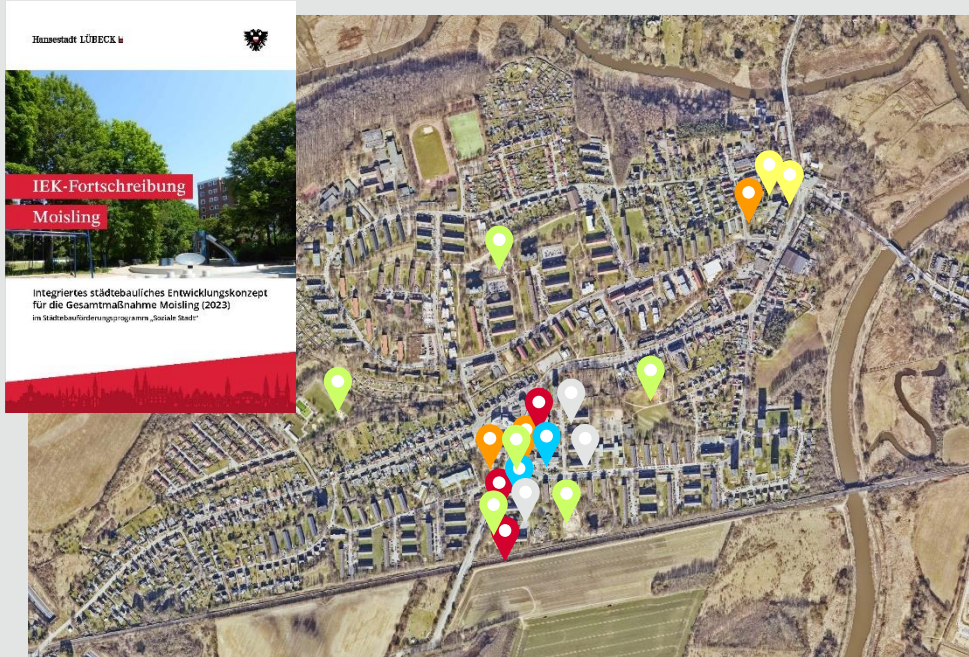 Hansestadt LÜBECK
IEK-Fortschreibung
Moisling
Integriertes städtebauliches Entwicklungskonzept
für die Gesamtmaßnahme Moisling (2023)
im Städtebauförderungsprogramm „Soziale Stadt“